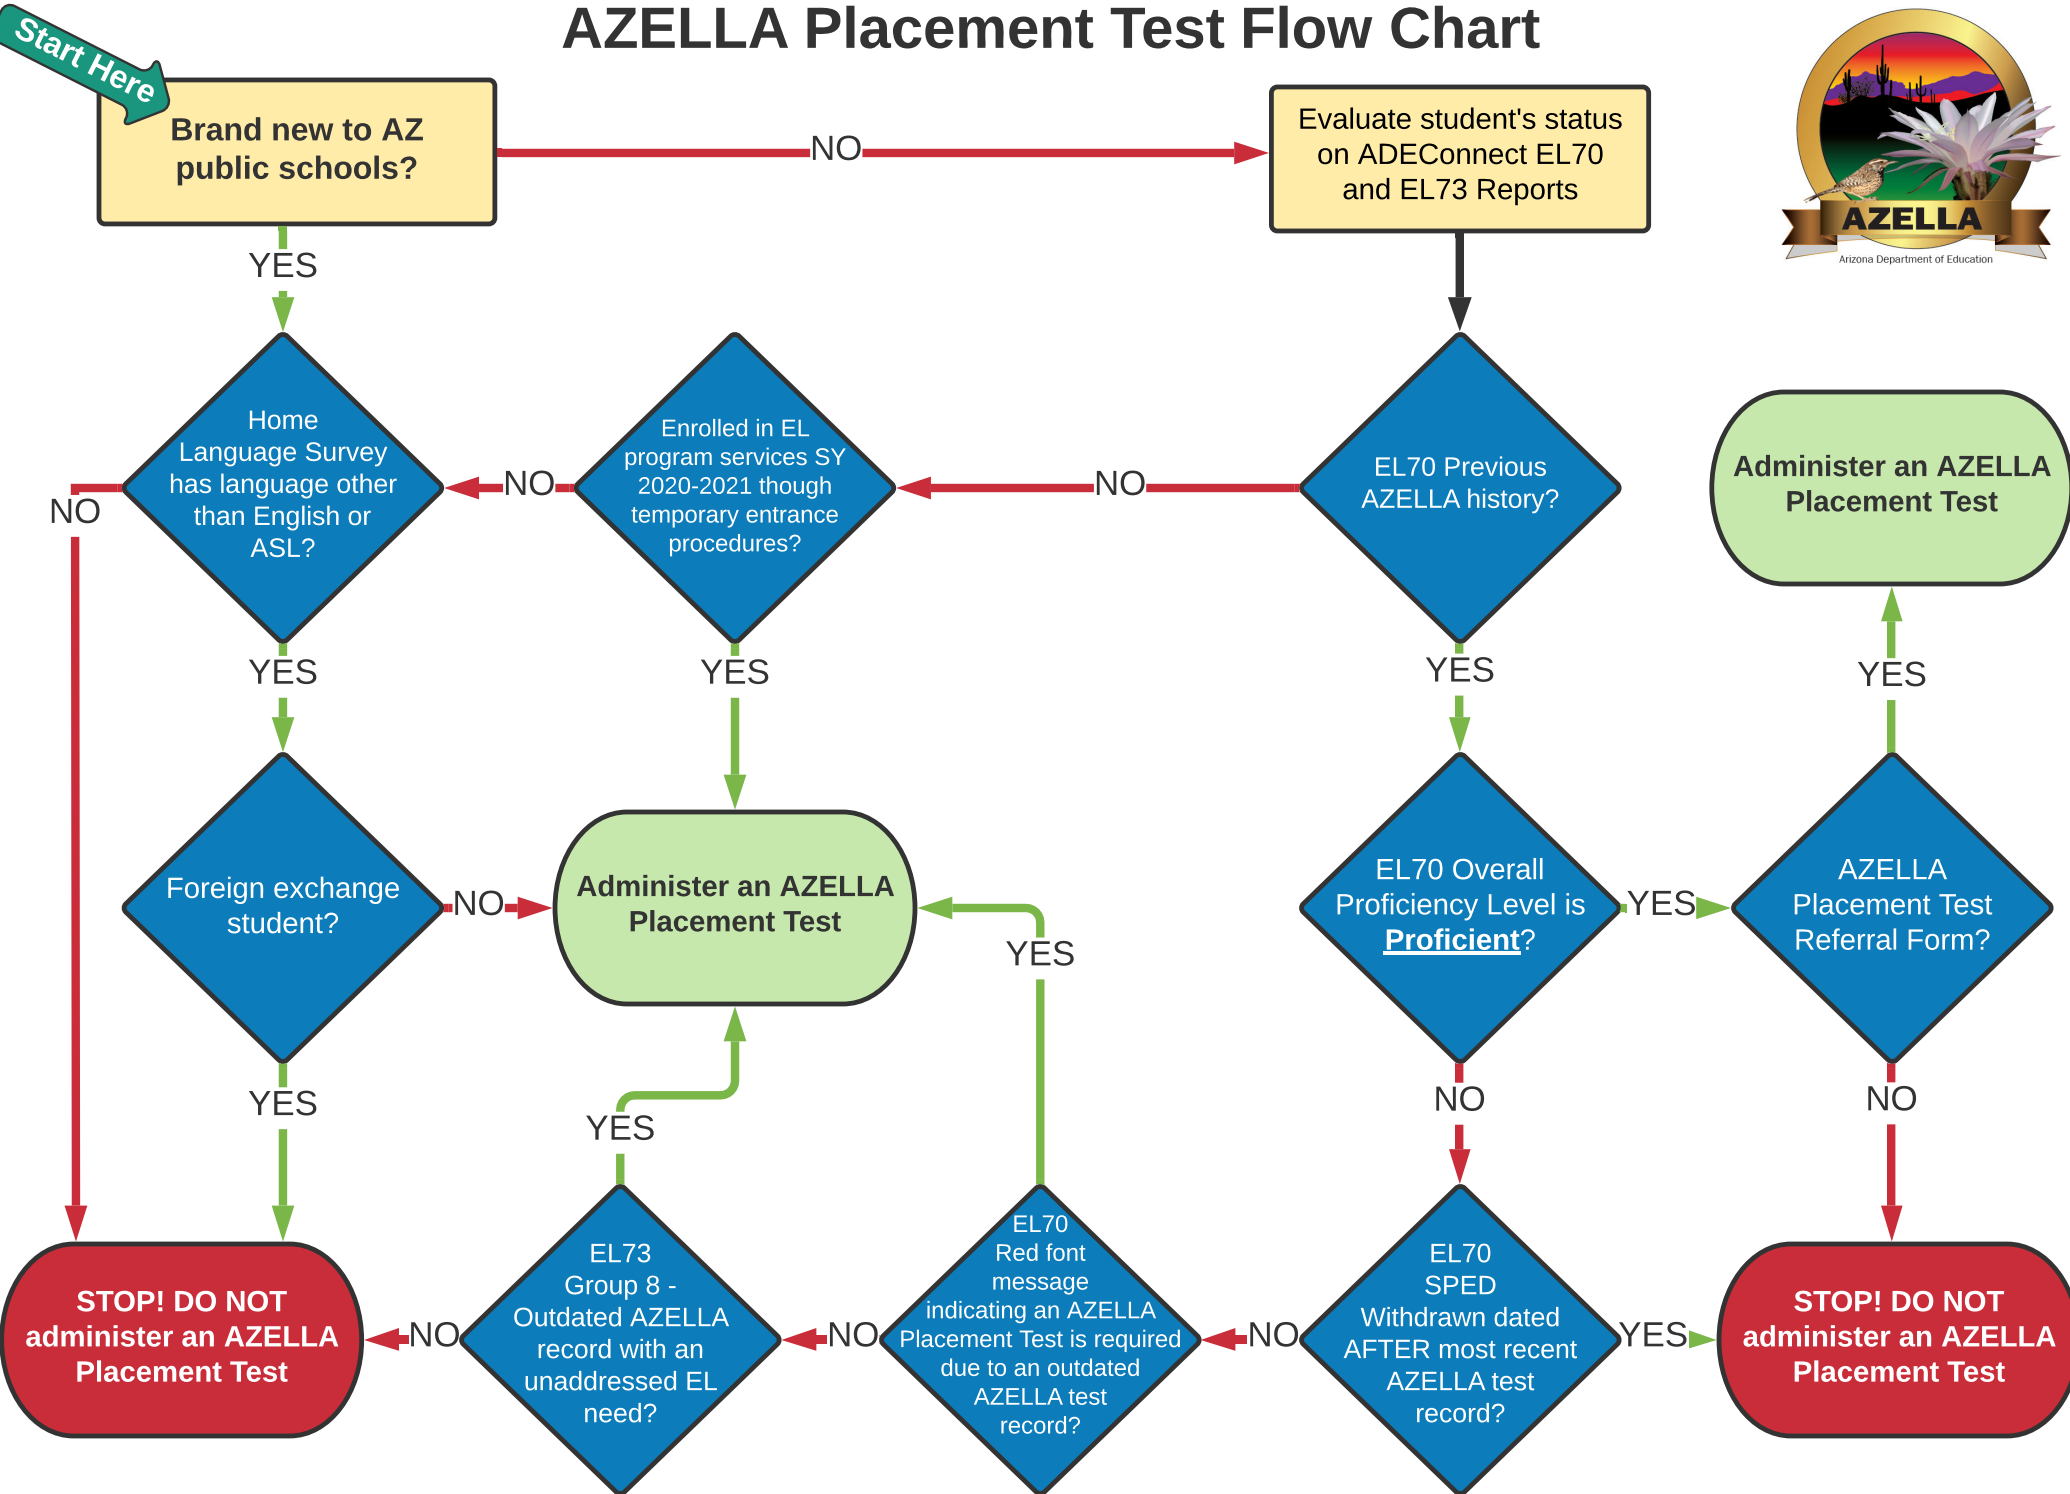 AZELLA Placement Test Flow Chart
Start Here
Brand new to AZ
public schools?
NO
Evaluate student's status
on ADEConnect EL70
and EL73 Reports
AZELLA
Arizona Department of Education
YES
Home
Language Survey
has language other
than English or
ASL?
NO
NO
Enrolled in EL
program services SY
2020-2021 though
temporary entrance
procedures?
NO
EL70 Previous
AZELLA history?
Administer an AZELLA
Placement Test
YES
YES
YES
YES
Foreign exchange
student?
NO
Administer an AZELLA
Placement Test
YES
EL70 Overall
Proficiency Level is
Proficient?
YES
AZELLA
Placement Test
Referral Form?
YES
YES
NO
NO
STOP! DO NOT
administer an AZELLA
Placement Test
NO
EL73
Group 8 -
Outdated AZELLA
record with an
unaddressed EL
need?
NO
EL70
Red font
message
indicating an AZELLA
Placement Test is required
due to an outdated
AZELLA test
record?
NO
EL70
SPED
Withdrawn dated
AFTER most recent
AZELLA test
record?
YES
STOP! DO NOT
administer an AZELLA
Placement Test